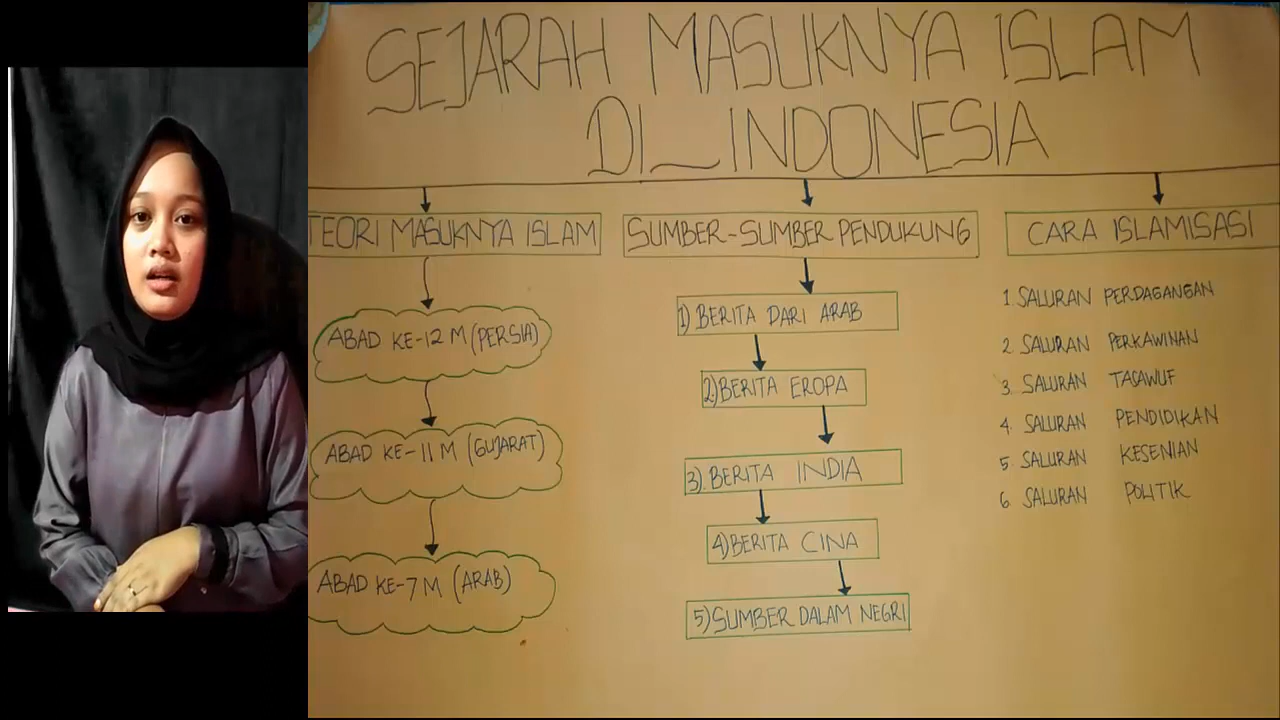 SEJARAH MASUKNYA ISLAM
DI_INDONESIA
TEORI MASUKNYA ISLAM
ABAD KE-12 M (PERSIA)
ABAD KE-11 M (GUJARAT)
ABAD KE-7 M (ARAB)
SUMBER-SUMBER PENDUKUNG
1) BERITA DARI ARAB
2) BERITA EROPA
3). BERITA INDIA
4) BERITA CINA
5) SUMBER DALAM NEGRI
CARA ISLAMISASI
1. SALURAN PERDAGANGAN
2. SALURAN PERKAWINAN
3. SALURAN TASAWUF
4. SALURAN PENDIDIKAN
5. SALURAN KESENIAN
6. SALURAN POLITIK